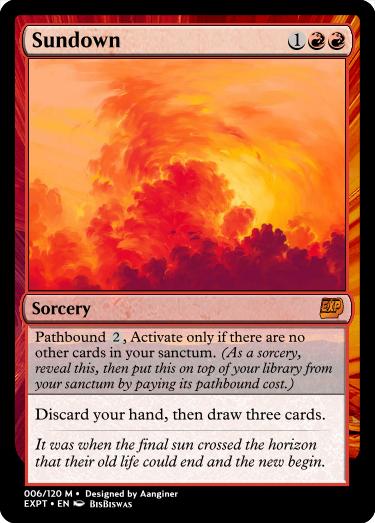 Sundown 1
Sorcery EXP
Pathbound 2, Activate only if there are no
other cards in your sanctum. (As a sorcery,
reveal this, then put this on top of your library from
your sanctum by paying its pathbound cost.)
Discard your hand, then draw three cards.
It was when the final sun crossed the horizon
that their old life could end and the new begin.
006/120 M • Designed by Aanginer
EXPT • EN BisBiswas